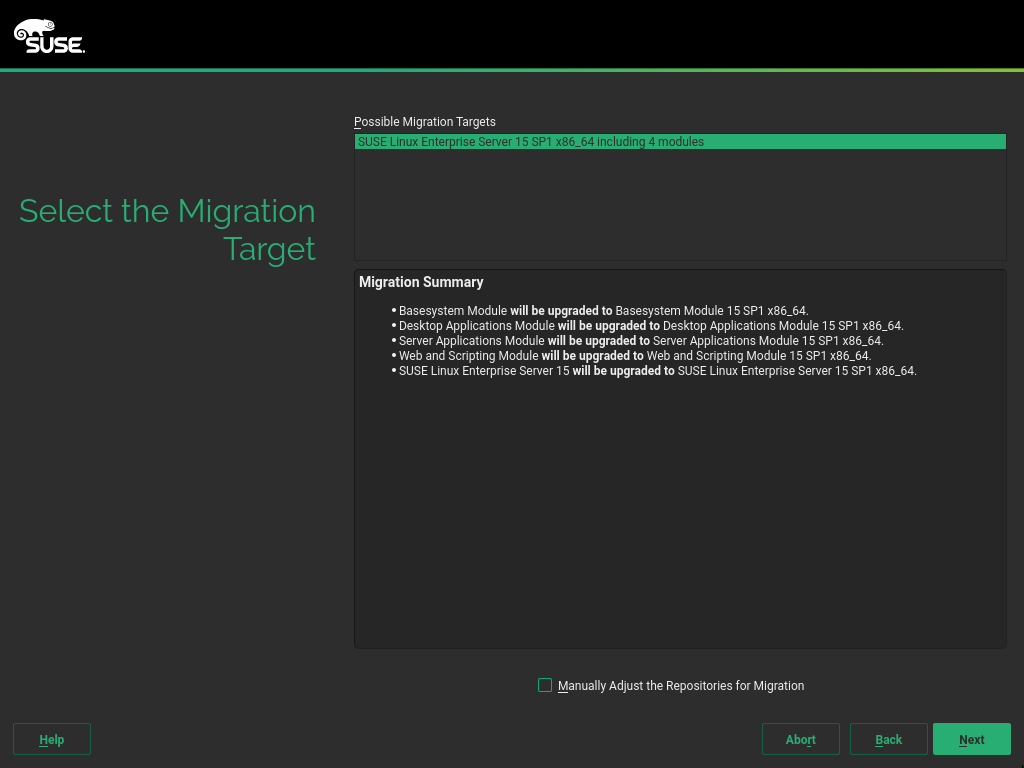 SUSE.
Possible Migration Targets
SUSE Linux Enterprise Server 15 SP1 x86_64 including 4 modules
Select the Migration
Target
Migration Summary
• Basesystem Module will be upgraded to Basesystem Module 15 SP1 x86_64.
• Desktop Applications Module will be upgraded to Desktop Applications Module 15 SP1 x86_64.
• Server Applications Module will be upgraded to Server Applications Module 15 SP1 x86_64.
• Web and Scripting Module will be upgraded to Web and Scripting Module 15 SP1 x86_64.
• SUSE Linux Enterprise Server 15 will be upgraded to SUSE Linux Enterprise Server 15 SP1 x86_64.
Manually Adjust the Repositories for Migration
Help Abort Back Next